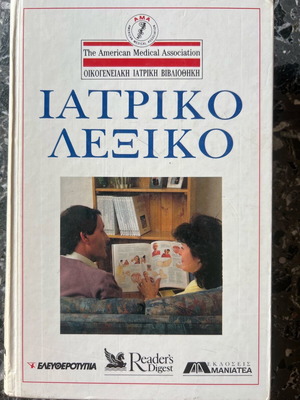 AMA
The American Medical Association
ΟΙΚΟΓΕΝΕΙΑΚΗ ΙΑΤΡΙΚΗ ΒΙΒΛΙΟΘΗΚΗ
ΙΑΤΡΙΚΟ
ΛΕΞΙΚΟ
ΕΛΕΥΘΕΡΟΤΥΠΙΑ
Reader's
Digest
ΕΚΔΟΣΕΙΣ
ΜΑΝΙΑΤΕΑ